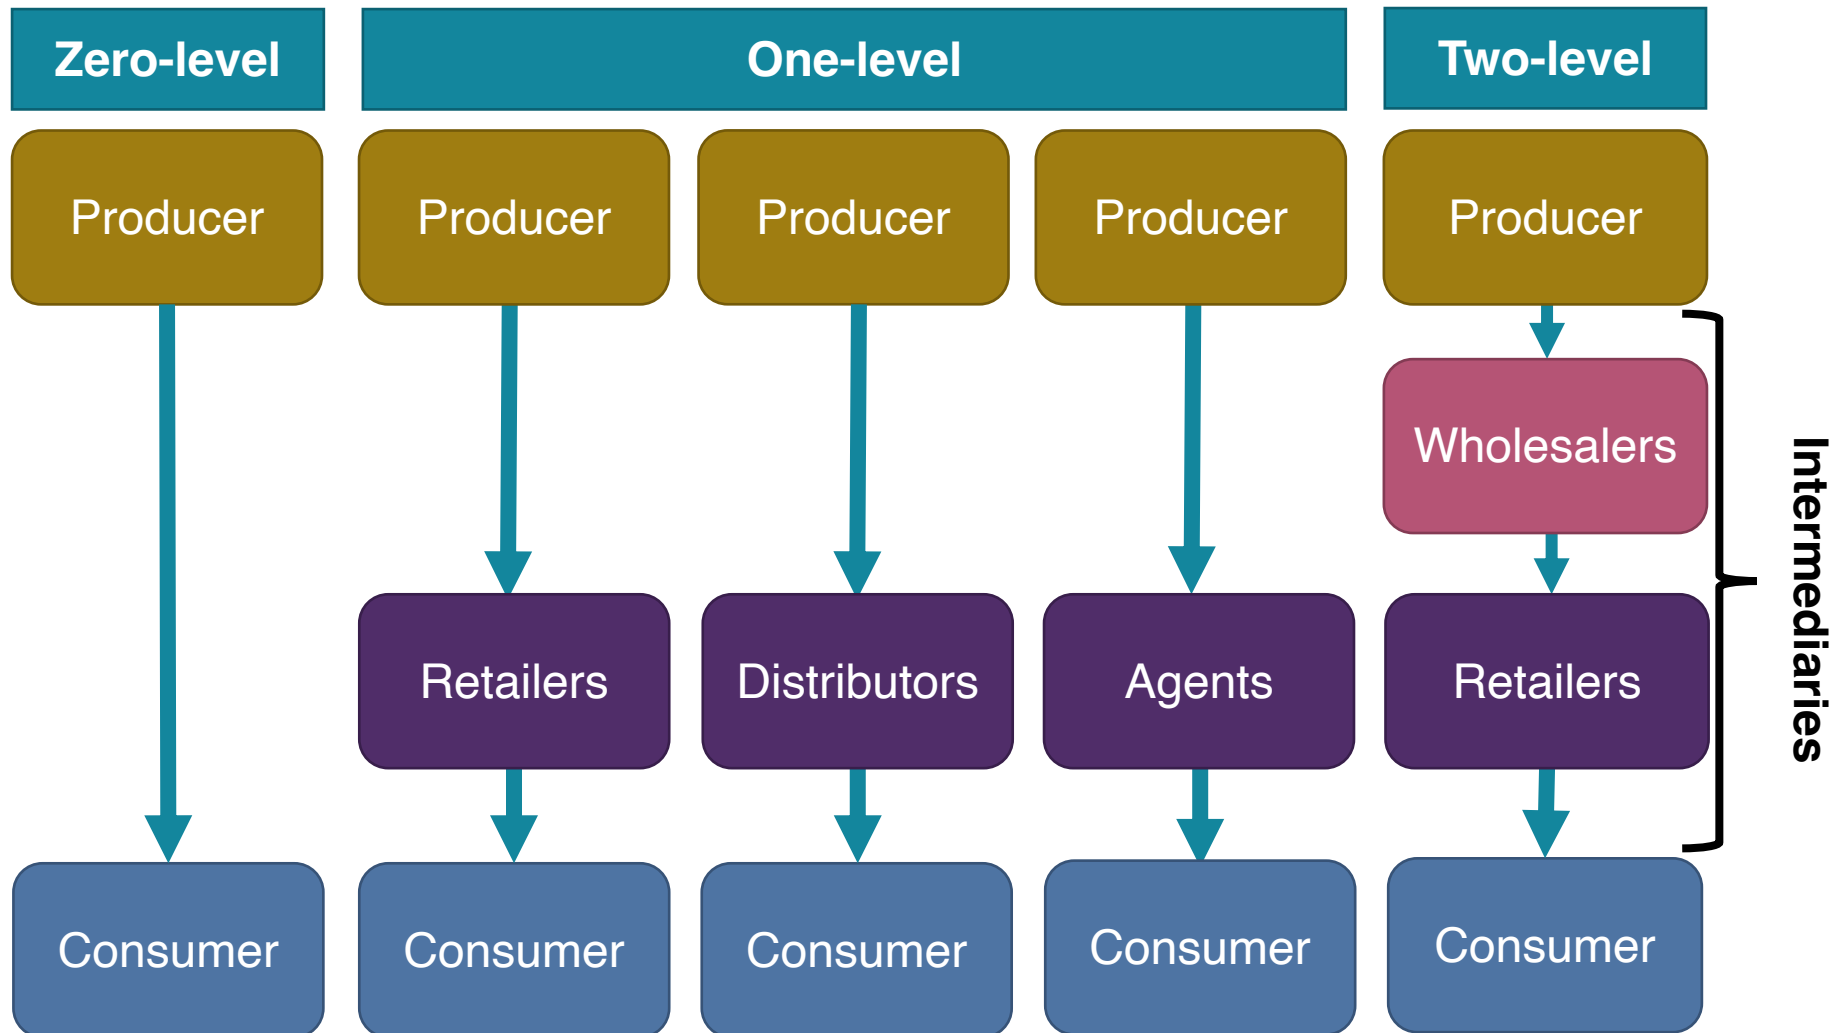 Zero-level
One-level
Two-level
Producer
Producer
Producer
Producer
Producer
Wholesalers
Retailers
Distributors
Agents
Retailers
Consumer
Consumer
Consumer
Consumer
Consumer
Intermediaries